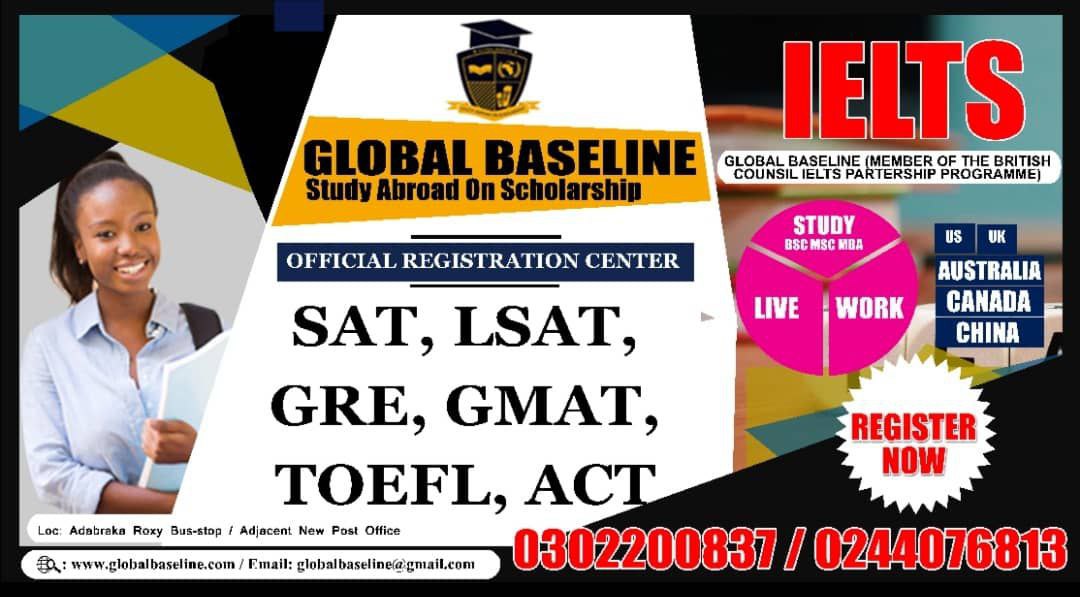 GLOBAL BASELINE
Study Abroad On Scholarship
OFFICIAL REGISTRATION CENTER
SAT, LSAT,
GRE, GMAT,
TOEFL, ACT
Loc: Adabraka Roxy Bus-stop / Adjacent New Post Office
: www.globalbaseline.com / Email: globalbaseline@gmail.com
IELTS
GLOBAL BASELINE (MEMBER OF THE BRITISH
COUNSIL IELTS PARTERSHIP PROGRAMME)
STUDY
BSC MSC MBA
LIVE
WORK
US UK
AUSTRALIA
CANADA
CHINA
REGISTER
NOW
0302200837 / 0244076813